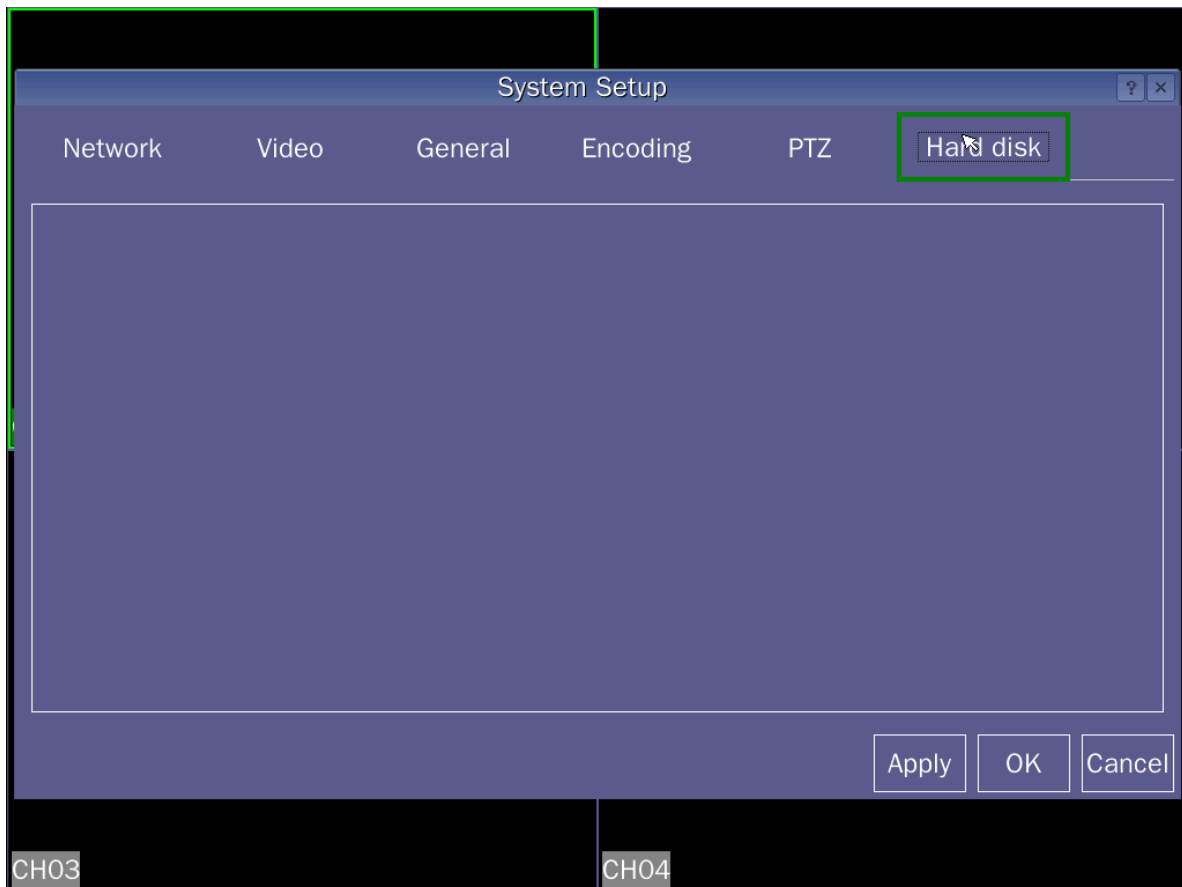 System Setup
Network Video General Encoding PTZ Hard disk
Apply OK Cancel
CH03 CH04